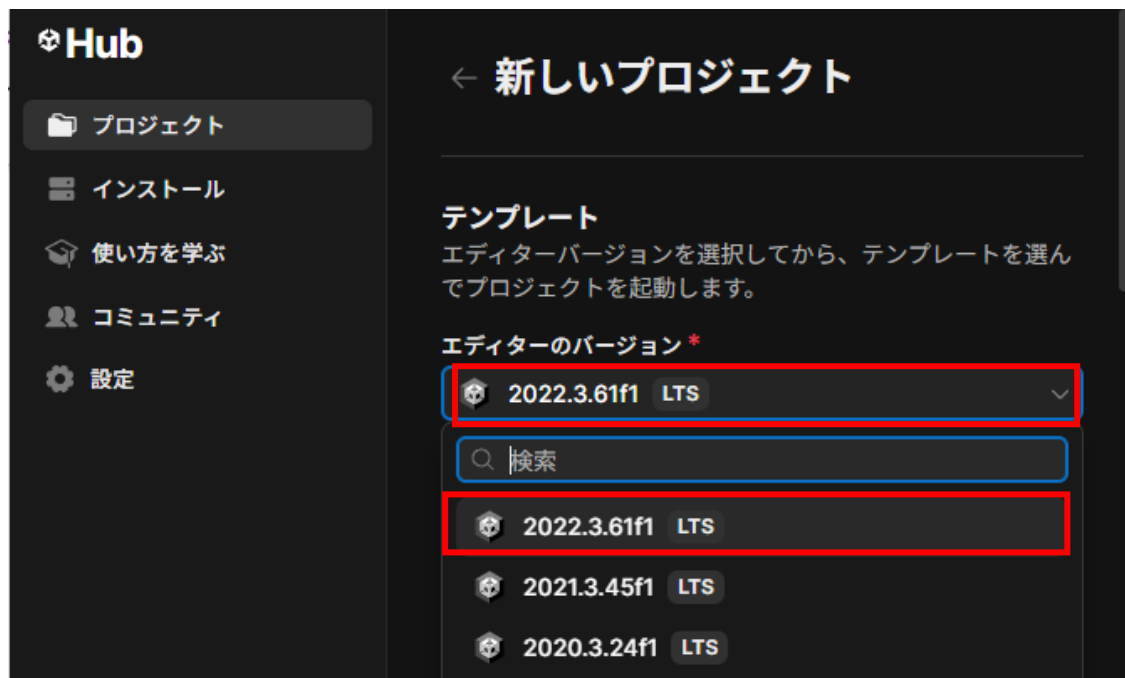 Hub
新しいプロジェクト
プロジェクト
インストール
使い方を学ぶ
コミュニティ
設定
テンプレート
エディターバージョンを選択してから、テンプレートを選ん
でプロジェクトを起動します。
エディターのバージョン *
2022.3.61f1 LTS
検索
2022.3.61f1 LTS
2021.3.45f1 LTS
2020.3.24f1 LTS